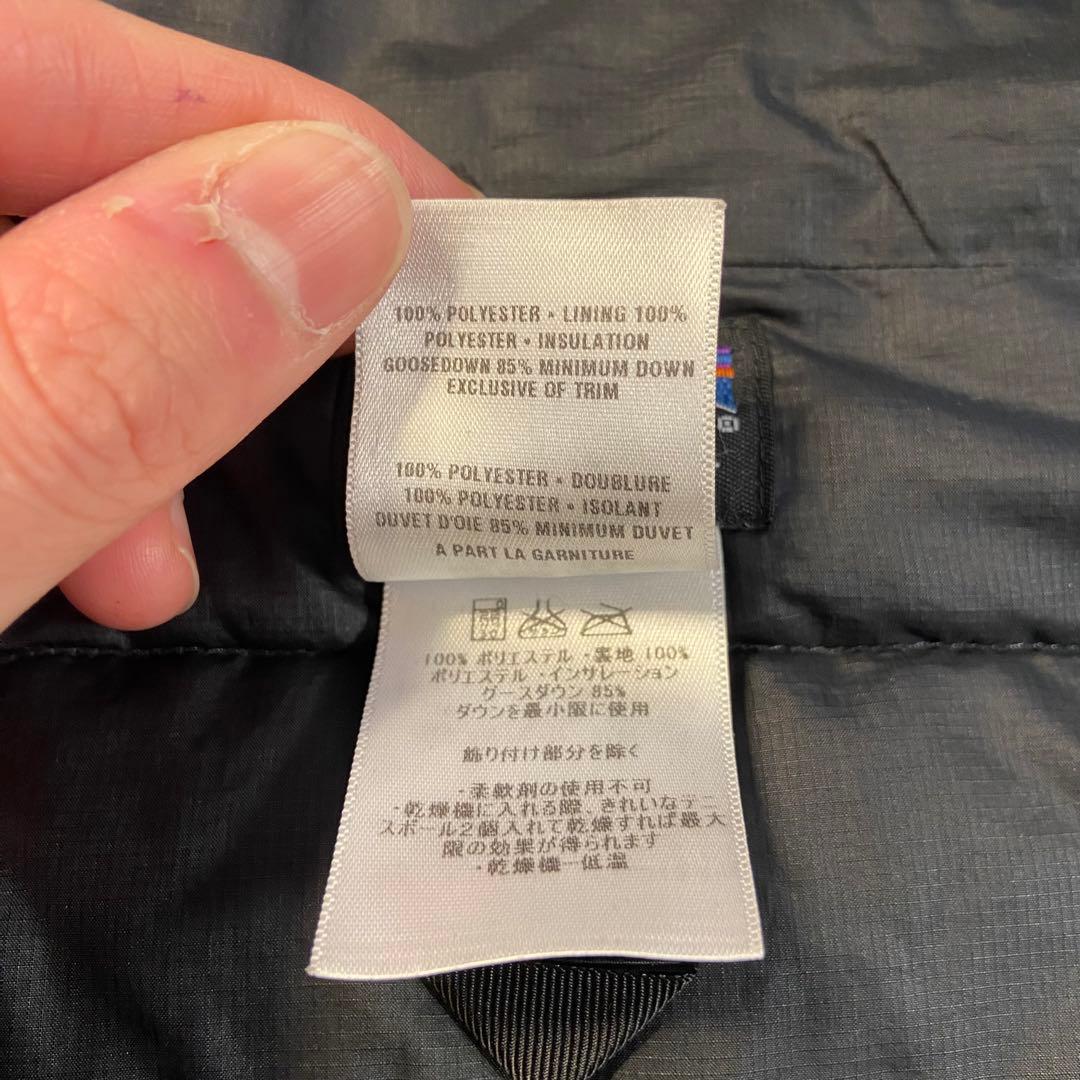 100% POLYESTER • LINING 100%
POLYESTER • INSULATION
GOOSEDOWN 85% MINIMUM DOWN
EXCLUSIVE OF TRIM
100% POLYESTER • DOUBLURE
100% POLYESTER • ISOLANT
DUVET D'OIE 85% MINIMUM DUVET
A PART LA GARNITURE
100% ポリエステル ・裏地 100%
ポリエステル ・インサレーション
グースダウン 85%
ダウンを最小限に使用
飾り付け部分を除く
・柔軟剤の使用不可
・乾燥機に入れる際、きれいなテニ
スボール2個入れて乾燥すれば最大
限の効果が得られます
・乾燥機―低温